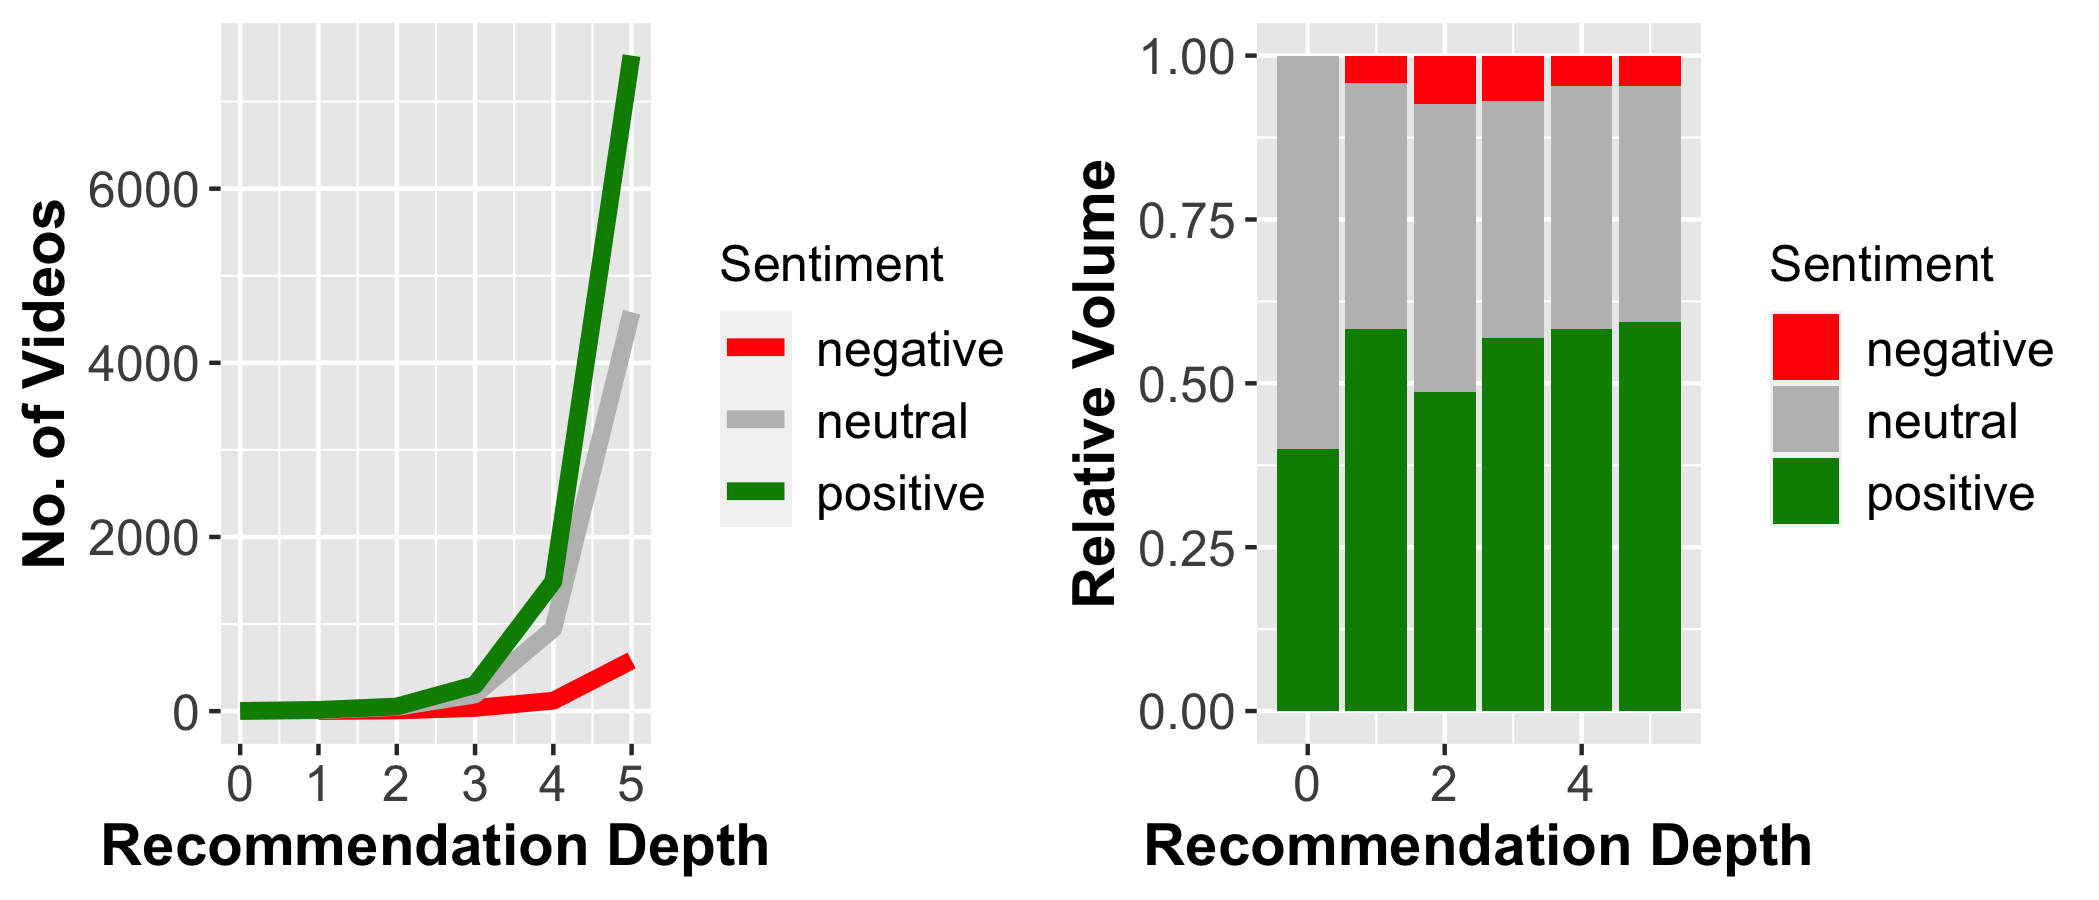 No. of Videos
6000
4000
2000
0
0 1 2 3 4 5
Recommendation Depth
Sentiment
negative
neutral
positive
Relative Volume
1.00
0.75
0.50
0.25
0.00
0 2 4
Recommendation Depth
Sentiment
negative
neutral
positive